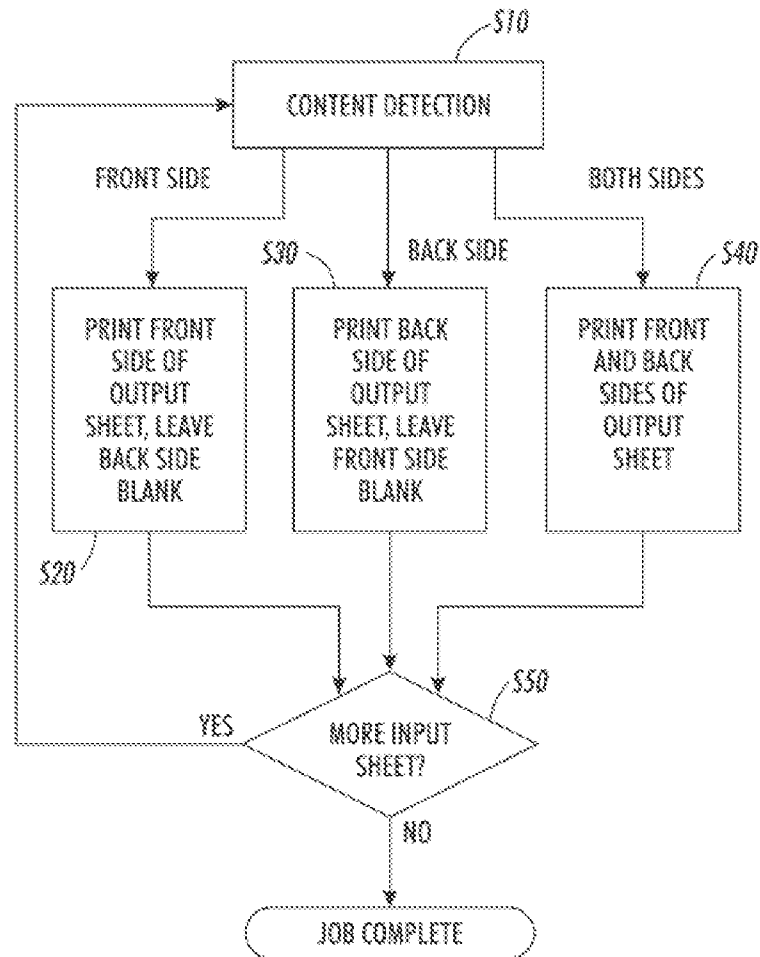 S10
CONTENT DETECTION
FRONT SIDE
BOTH SIDES
BACK SIDE
S30
S40
PRINT FRONT
SIDE OF
OUTPUT
SHEET, LEAVE
BACK SIDE
BLANK
PRINT BACK
SIDE OF
OUTPUT
SHEET, LEAVE
FRONT SIDE
BLANK
PRINT FRONT
AND BACK
SIDES OF
OUTPUT
SHEET
S20
S50
YES
MORE INPUT
SHEET?
NO
JOB COMPLETE